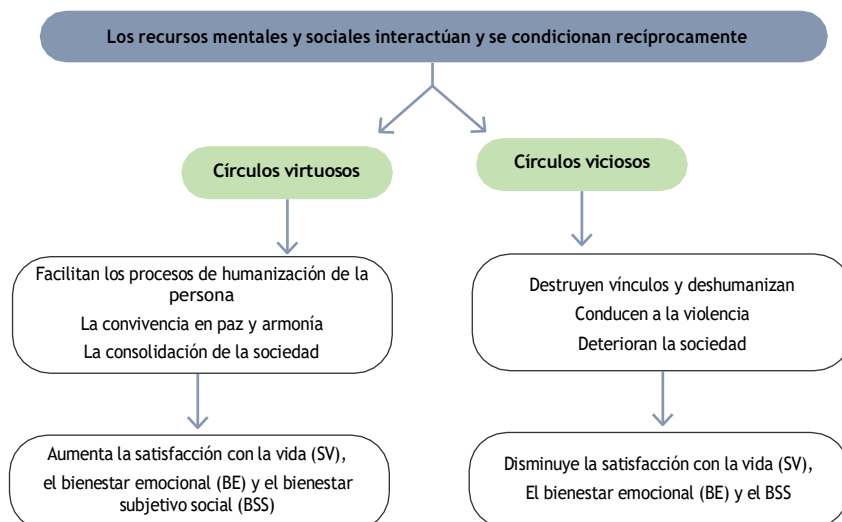 Los recursos mentales y sociales interactúan y se condicionan recíprocamente
Círculos virtuosos
Círculos viciosos
Facilitan los procesos de humanización de la
persona
La convivencia en paz y armonía
La consolidación de la sociedad
Destruyen vínculos y deshumanizan
Conducen a la violencia
Deterioran la sociedad
Aumenta la satisfacción con la vida (SV),
el bienestar emocional (BE) y el bienestar
subjetivo social (BSS)
Disminuye la satisfacción con la vida (SV),
El bienestar emocional (BE) y el BSS